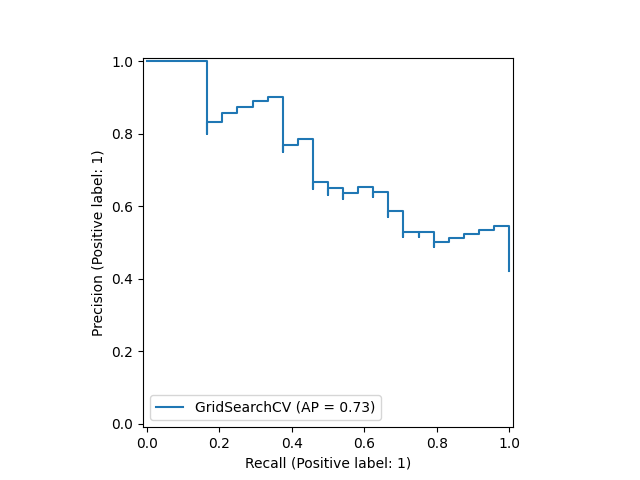 1.0
0.8
0.6
0.4
0.2
0.0
Precision (Positive label: 1)
GridSearchCV (AP = 0.73)
0.0 0.2 0.4 0.6 0.8 1.0
Recall (Positive label: 1)